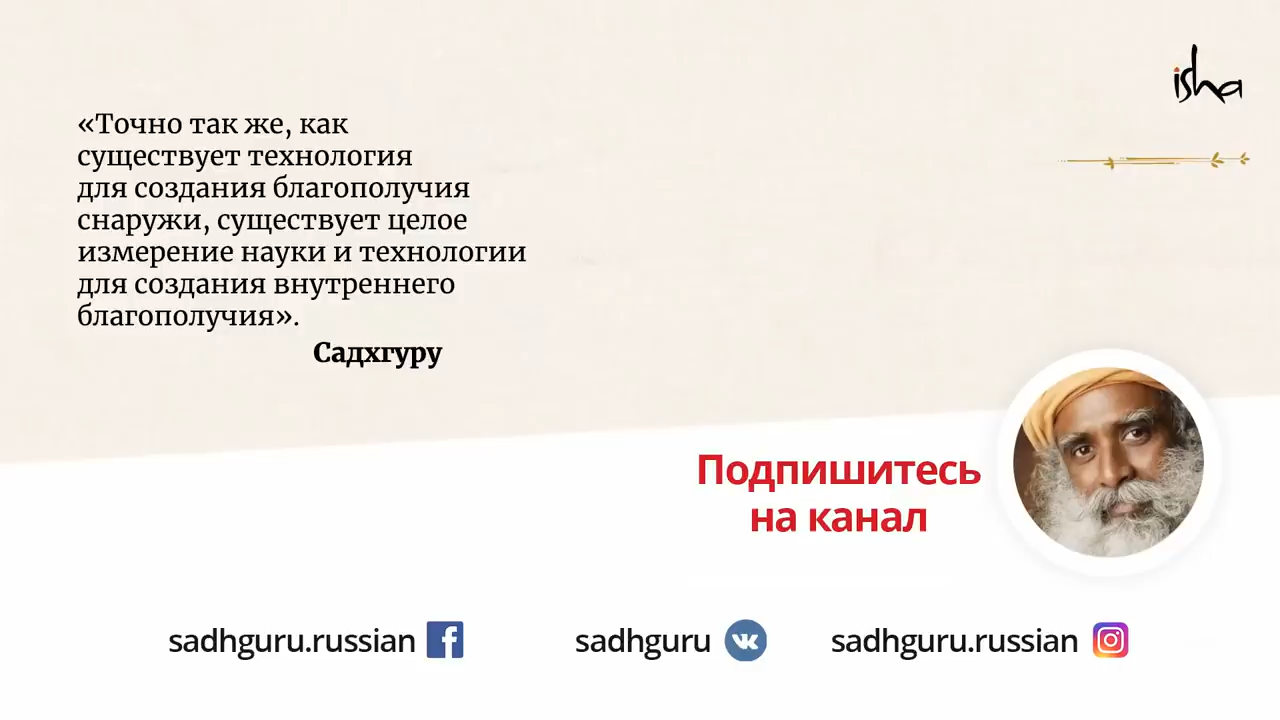 isha
«Точно так же, как
существует технология
для создания благополучия
снаружи, существует целое
измерение науки и технологии
для создания внутреннего
благополучия».
Садхгуру
Подпишитесь
на канал
sadhguru.russian
sadhguru
sadhguru.russian